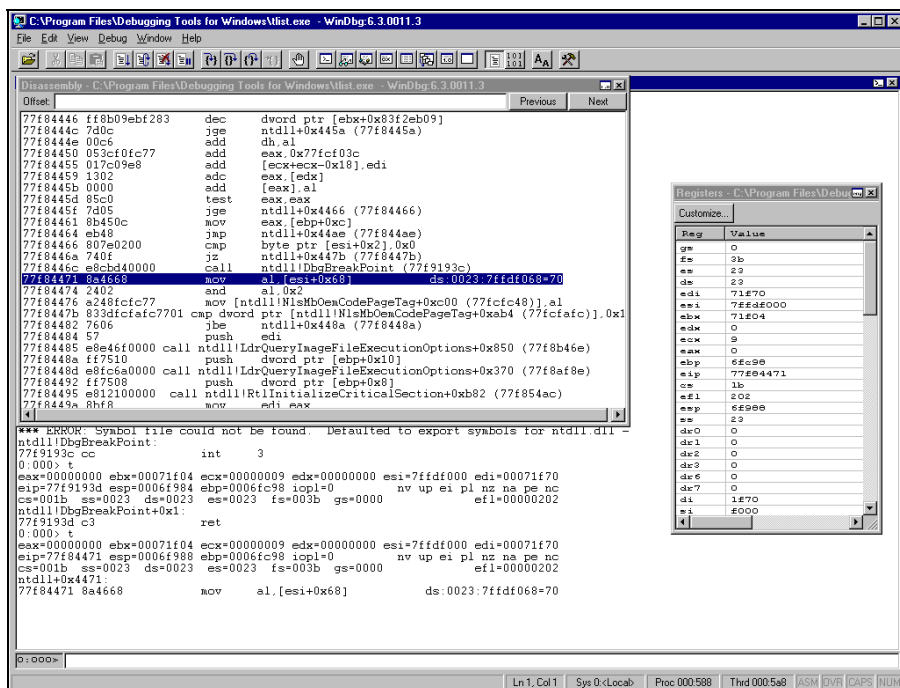 C:\Program Files\Debugging Tools for Windows\tlist.exe - WinDbg:6.3.0011.3
File Edit View Debug Window Help
Disassembly - C:\Program Files\Debugging Tools for Windows\tlist.exe - WinDbg:6.3.0011.3
Offset: Previous Next
77f84446 ff8b09ebf283 dec dword ptr [ebx+0x83f2eb09]
77f8444c 7d0c jge ntdll+0x445a (77f8445a)
77f8444e 00c6 add dh,al
77f84450 053cf0fc77 add eax,0x77fcf03c
77f84455 017c09e8 add [ecx+ecx-0x18],edi
77f84459 1302 adc eax,[edx]
77f8445b 0000 add [eax],al
77f8445d 85c0 test eax,eax
77f8445f 7d05 jge ntdll+0x4466 (77f84466)
77f84461 8b450c mov eax,[ebp+0xc]
77f84464 eb48 jmp ntdll+0x44ae (77f844ae)
77f84466 807e0200 cmp byte ptr [esi+0x2],0x0
77f8446a 740f jz ntdll+0x447b (77f8447b)
77f8446c e8cbd40000 call ntdll!DbgBreakPoint (77f9193c)
77f84471 8a4668 mov al,[esi+0x68] ds:0023:7ffdf068=70
77f84474 2402 and al,0x2
77f84476 a248fcfc77 mov [ntdll!NlsMbOemCodePageTag+0xc00 (77fcfc48)],al
77f8447b 833dfcfafc7701 cmp dword ptr [ntdll!NlsMbOemCodePageTag+0xab4 (77fcfafc)],0x1
77f84482 7606 jbe ntdll+0x448a (77f8448a)
77f84484 57 push edi
77f84485 e8e46f0000 call ntdll!LdrQueryImageFileExecutionOptions+0x850 (77f8b46e)
77f8448a ff7510 push dword ptr [ebp+0x10]
77f8448d e8fc6a0000 call ntdll!LdrQueryImageFileExecutionOptions+0x370 (77f8af8e)
77f84492 ff7508 push dword ptr [ebp+0x8]
77f84495 e812100000 call ntdll!RtlInitializeCriticalSection+0xb82 (77f854ac)
77f8449a 8bf8 mov edi,eax
Registers - C:\Program Files\Debug
Customize...
Reg Value
gs 0
fs 3b
es 23
ds 23
edi 71f70
esi 7ffdf000
ebx 71f04
edx 0
ecx 9
eax 0
ebp 6fc98
eip 77f84471
cs 1b
efl 202
esp 6f988
ss 23
dr0 0
dr1 0
dr2 0
dr3 0
dr6 0
dr7 0
di 1f70
si f000
*** ERROR: Symbol file could not be found. Defaulted to export symbols for ntdll.dll -
ntdll!DbgBreakPoint:
77f9193c cc int 3
0:000> t
eax=00000000 ebx=00071f04 ecx=00000009 edx=00000000 esi=7ffdf000 edi=00071f70
eip=77f9193d esp=0006f984 ebp=0006fc98 iopl=0 nv up ei pl nz na pe nc
cs=001b ss=0023 ds=0023 es=0023 fs=003b gs=0000 efl=00000202
ntdll!DbgBreakPoint+0x1:
77f9193d c3 ret
0:000> t
eax=00000000 ebx=00071f04 ecx=00000009 edx=00000000 esi=7ffdf000 edi=00071f70
eip=77f84471 esp=0006f988 ebp=0006fc98 iopl=0 nv up ei pl nz na pe nc
cs=001b ss=0023 ds=0023 es=0023 fs=003b gs=0000 efl=00000202
ntdll+0x4471:
77f84471 8a4668 mov al,[esi+0x68] ds:0023:7ffdf068=70
0:000>
Ln 1, Col 1 Sys 0:<Local> Proc 000:588 Thrd 000:5a8 ASM OVR CAPS NUM